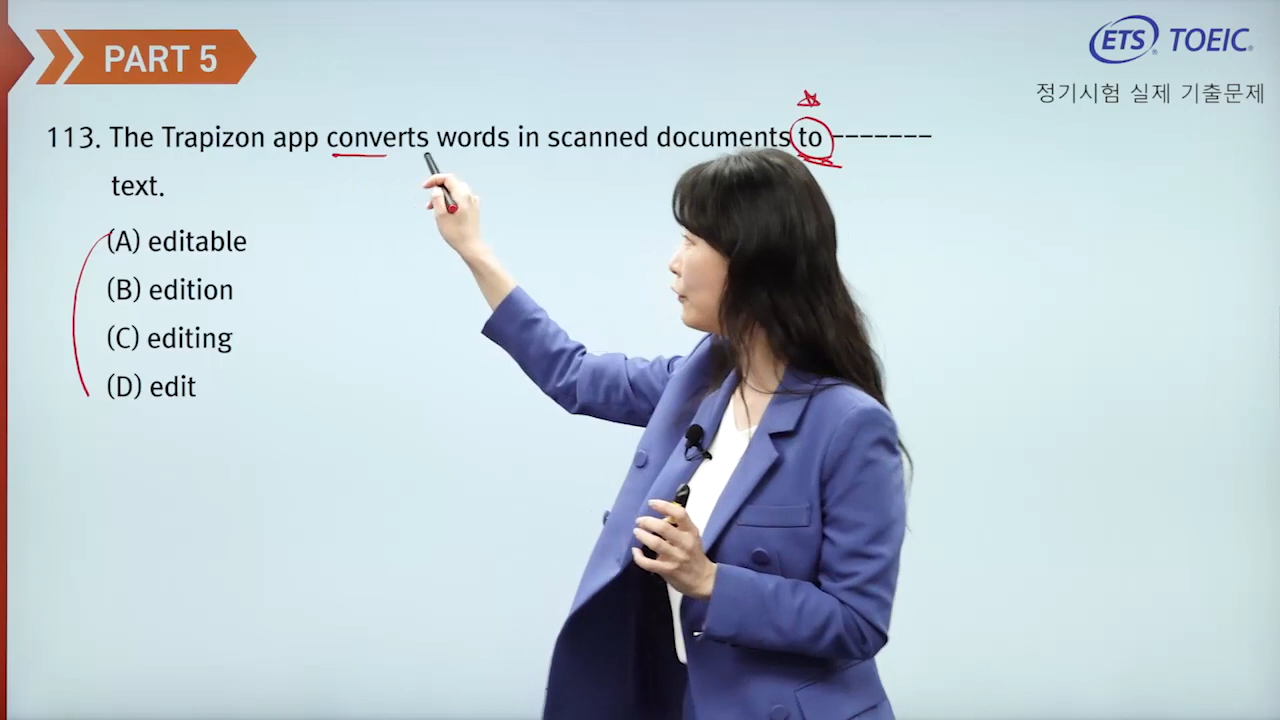 PART 5
ETS® TOEIC®
정기시험 실제 기출문제
113. The Trapizon app converts words in scanned documents to -------
text.
(A) editable
(B) edition
(C) editing
(D) edit